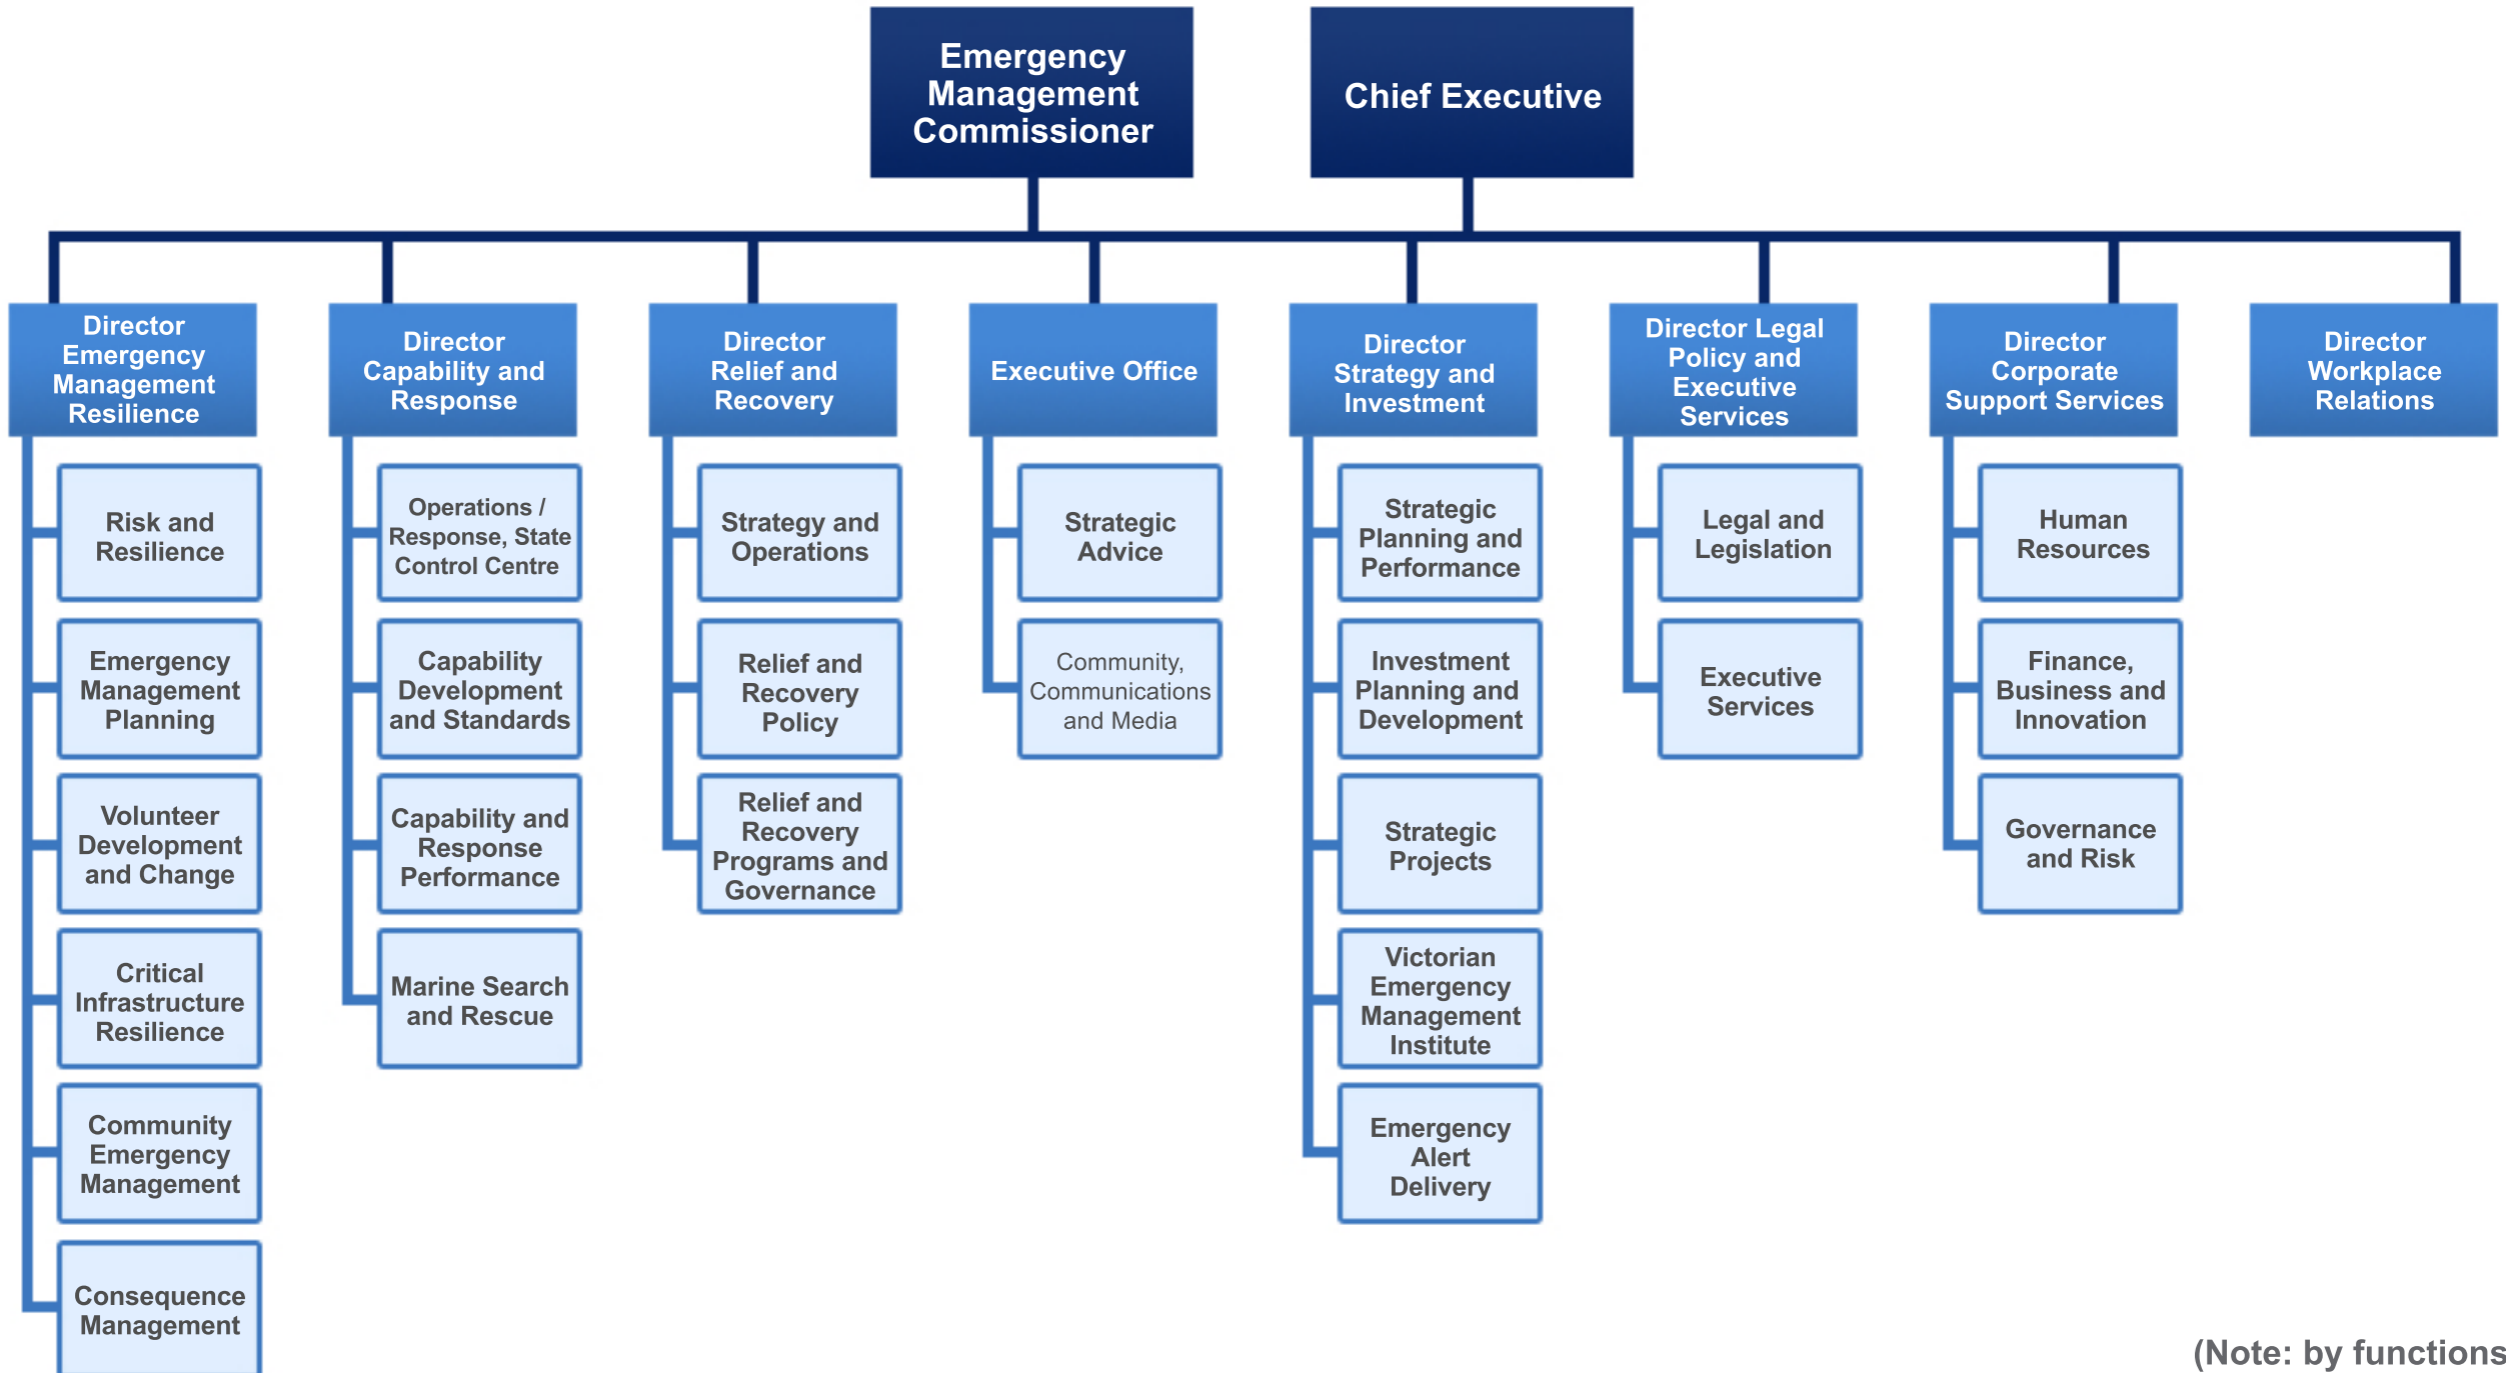 Emergency
Management
Commissioner
Chief Executive
Director
Emergency
Management
Resilience
Director
Capability and
Response
Director
Relief and
Recovery
Executive Office
Director
Strategy and
Investment
Director Legal
Policy and
Executive
Services
Director
Corporate
Support Services
Director
Workplace
Relations
Risk and
Resilience
Emergency
Management
Planning
Volunteer
Development
and Change
Critical
Infrastructure
Resilience
Community
Emergency
Management
Consequence
Management
Operations /
Response, State
Control Centre
Capability
Development
and Standards
Capability and
Response
Performance
Marine Search
and Rescue
Strategy and
Operations
Relief and
Recovery
Policy
Relief and
Recovery
Programs and
Governance
Strategic
Advice
Community,
Communications
and Media
Strategic
Planning and
Performance
Investment
Planning and
Development
Strategic
Projects
Victorian
Emergency
Management
Institute
Emergency
Alert
Delivery
Legal and
Legislation
Executive
Services
Human
Resources
Finance,
Business and
Innovation
Governance
and Risk
(Note: by functions